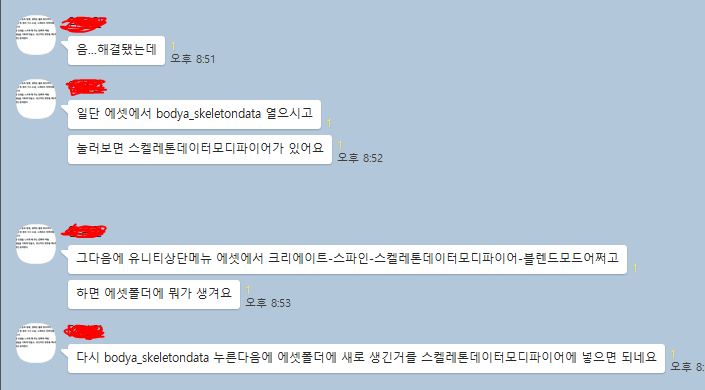 음...해결됐는데
1
오후 8:51
일단 에셋에서 bodya_skeletondata 열으시고
1
눌러보면 스켈레톤데이터모디파이어가 있어요
1
오후 8:52
그다음에 유니티상단메뉴 에셋에서 크리에이트-스파인-스켈레톤데이터모디파이어-블렌드모드어쩌고
1
하면 에셋폴더에 뭐가 생겨요
1
오후 8:53
다시 bodya_skeletondata 누른다음에 에셋폴더에 새로 생긴거를 스켈레톤데이터모디파이어에 넣으면 되네요
1
오후 8: